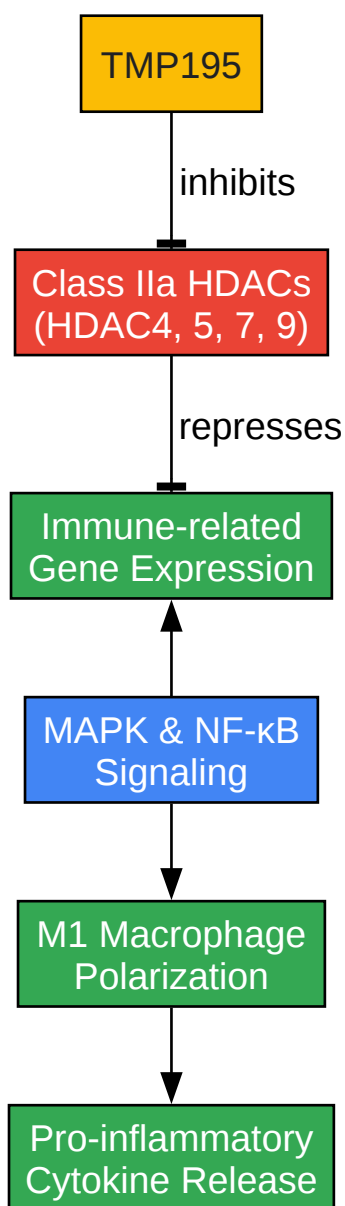 TMP195
inhibits
Class IIa HDACs
(HDAC4, 5, 7, 9)
represses
Immune-related
Gene Expression
MAPK & NF-κB
Signaling
M1 Macrophage
Polarization
Pro-inflammatory
Cytokine Release